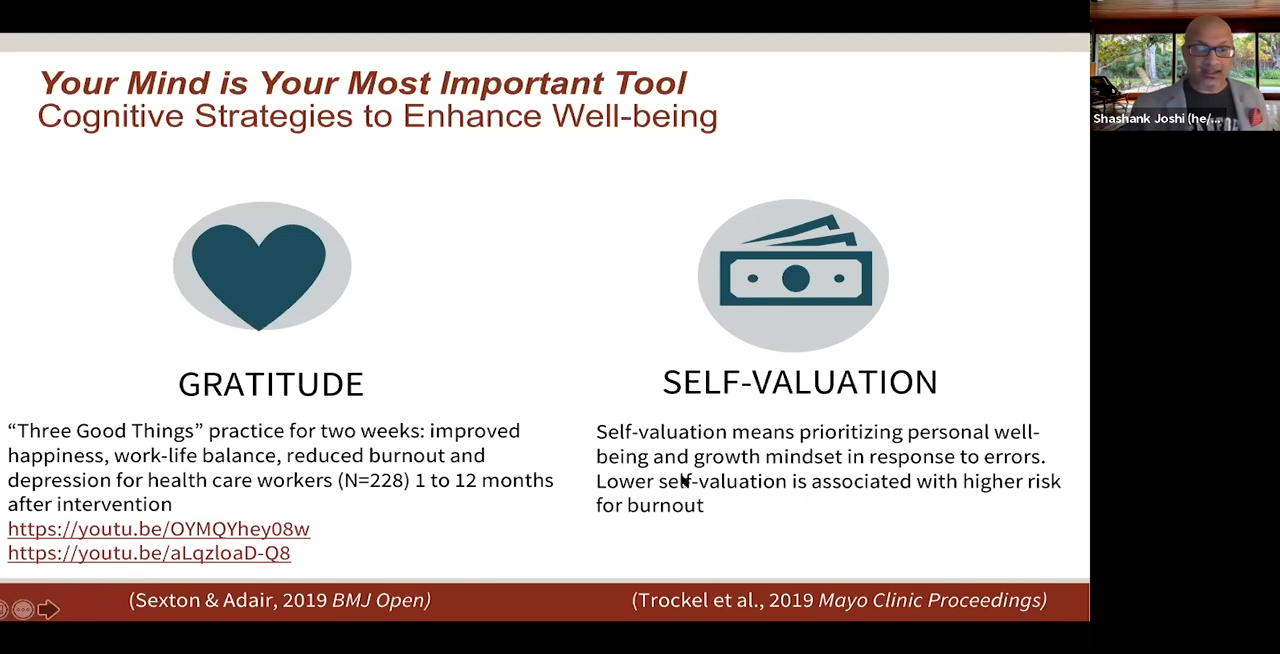 Your Mind is Your Most Important Tool
Cognitive Strategies to Enhance Well-being
GRATITUDE
“Three Good Things” practice for two weeks: improved
happiness, work-life balance, reduced burnout and
depression for health care workers (N=228) 1 to 12 months
after intervention
https://youtu.be/OYMQYhey08w
https://youtu.be/aLqzloaD-Q8
(Sexton & Adair, 2019 BMJ Open)
SELF-VALUATION
Self-valuation means prioritizing personal well-
being and growth mindset in response to errors.
Lower self-valuation is associated with higher risk
for burnout
(Trockel et al., 2019 Mayo Clinic Proceedings)
Shashank Joshi (he/...